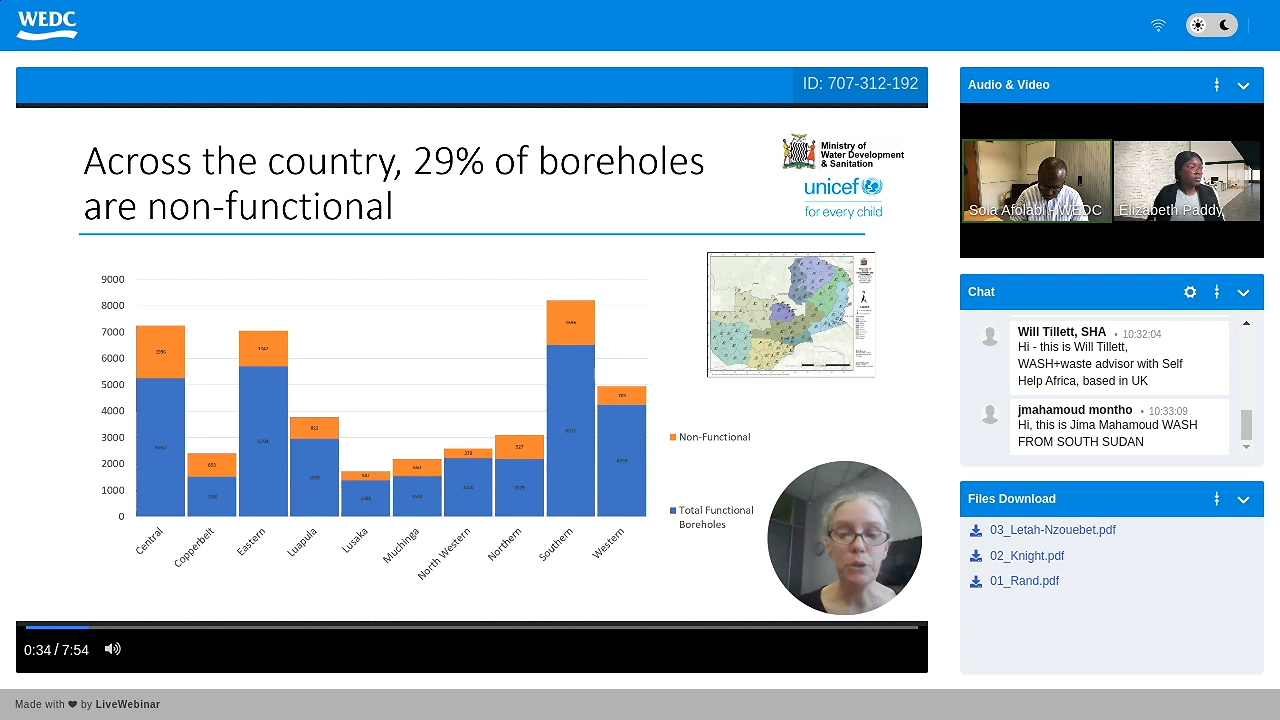 WEDC
ID: 707-312-192
Across the country, 29% of boreholes
are non-functional
Ministry of
Water Development
& Sanitation
unicef
for every child
9000
8000
7000
6000
5000
4000
3000
2000
1000
0
Central
Copperbelt
Eastern
Luapula
Lusaka
Muchinga
North Western
Northern
Southern
Western
Non-Functional
Total Functional
Boreholes
0:34 / 7:54
Audio & Video
Sola Afolabi - WEDC
Elizabeth Paddy
Chat
Will Tillett, SHA • 10:32:04
Hi - this is Will Tillett,
WASH+waste advisor with Self
Help Africa, based in UK
jmahamoud montho • 10:33:09
Hi, this is Jima Mahamoud WASH
FROM SOUTH SUDAN
Files Download
03_Letah-Nzouebet.pdf
02_Knight.pdf
01_Rand.pdf
Made with ❤ by LiveWebinar